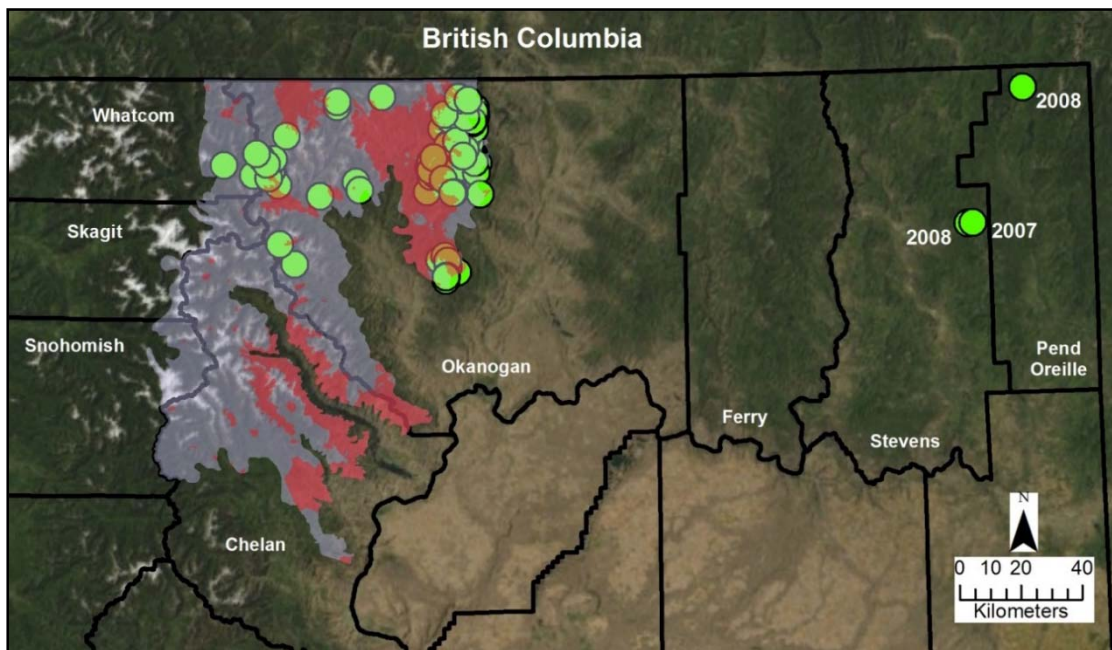 British Columbia
Whatcom
2008
Skagit
2008 2007
Snohomish
Okanogan
Pend
Oreille
Ferry
Stevens
Chelan
N
0 10 20 40
Kilometers